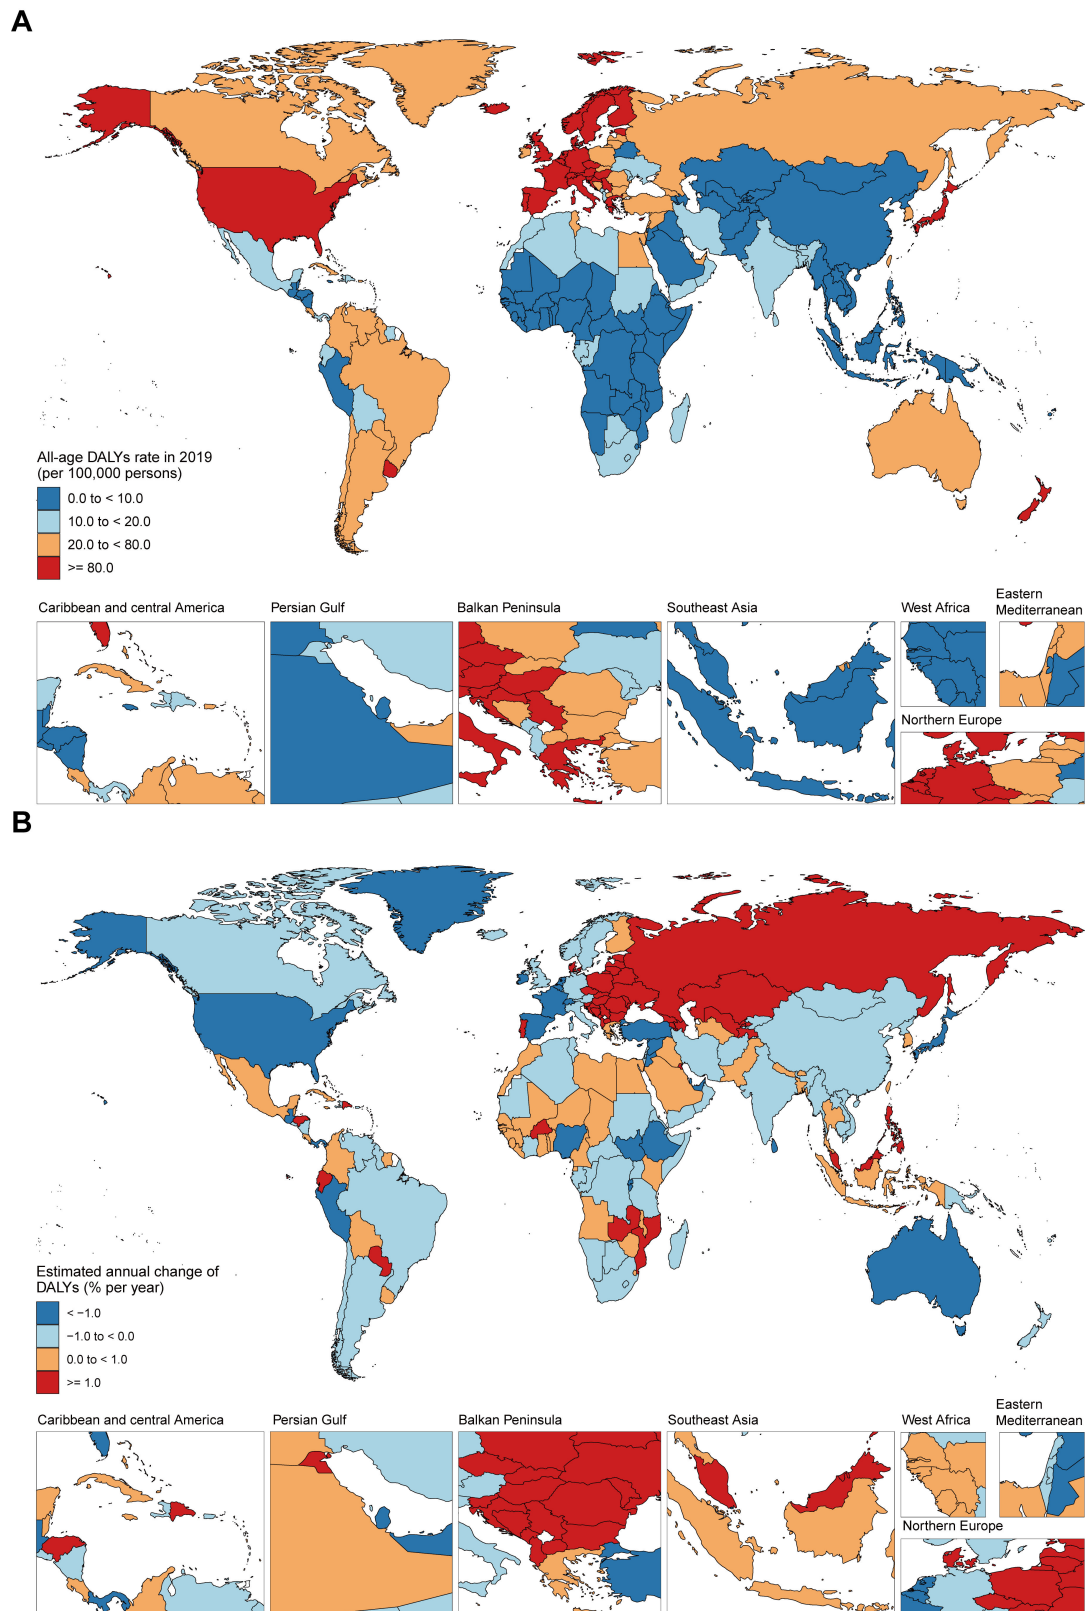 A
All-age DALYs rate in 2019
(per 100,000 persons)
0.0 to < 10.0
10.0 to < 20.0
20.0 to < 80.0
>= 80.0
Caribbean and central America
Persian Gulf
Balkan Peninsula
Southeast Asia
West Africa
Eastern
Mediterranean
Northern Europe
B
Estimated annual change of
DALYs (% per year)
< −1.0
−1.0 to < 0.0
0.0 to < 1.0
>= 1.0
Caribbean and central America
Persian Gulf
Balkan Peninsula
Southeast Asia
West Africa
Eastern
Mediterranean
Northern Europe